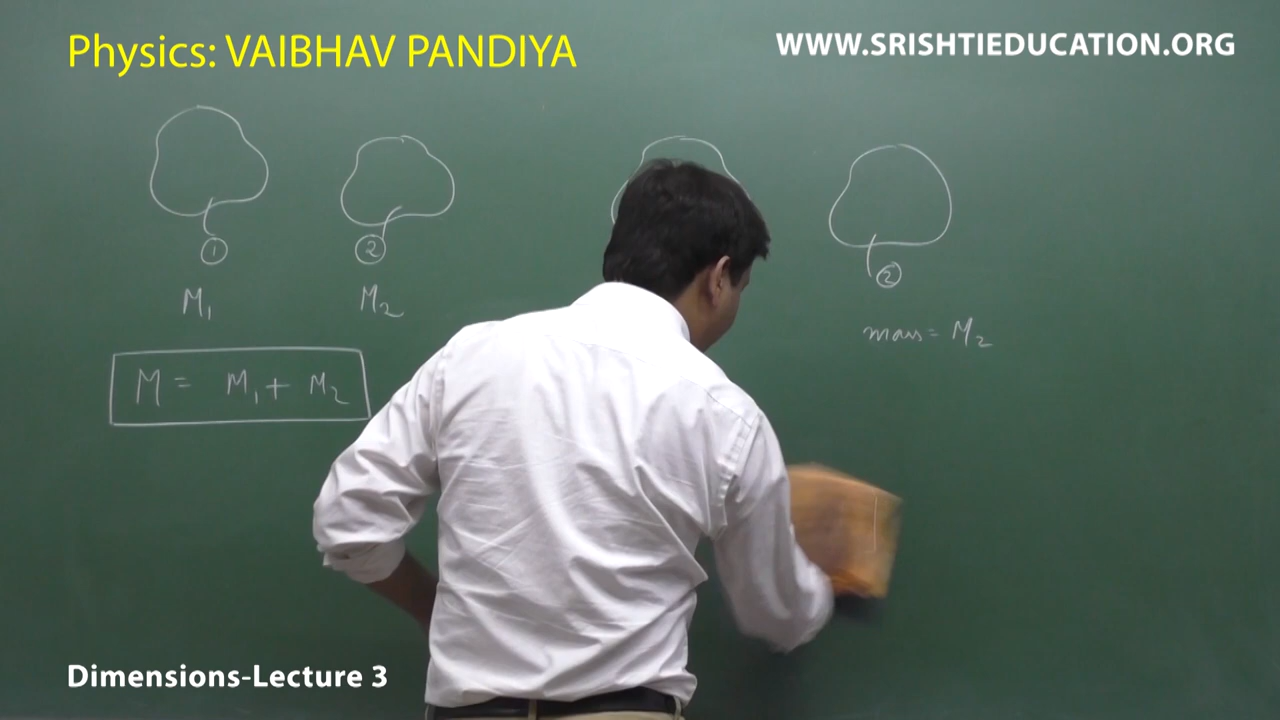 Physics: VAIBHAV PANDIYA
WWW.SRISHTIEDUCATION.ORG
1
2
2
M₁
M₂
mass = M₂
M = M₁ + M₂
Dimensions-Lecture 3